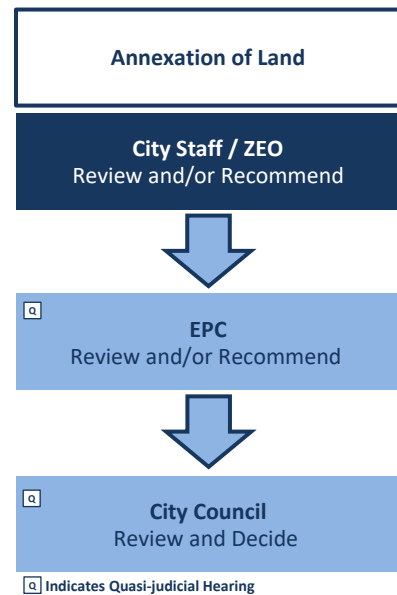 Annexation of Land
City Staff / ZEO
Review and/or Recommend
Q
EPC
Review and/or Recommend
Q
City Council
Review and Decide
Q Indicates Quasi-judicial Hearing